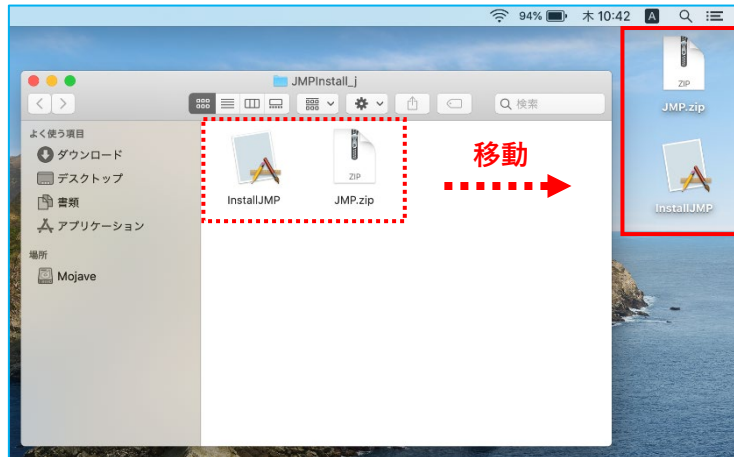 94% 木 10:42 A
JMPInstall_j
検索
よく使う項目
ダウンロード
デスクトップ
書類
アプリケーション
場所
Mojave
ZIP
InstallJMP
JMP.zip
移動
ZIP
JMP.zip
InstallJMP